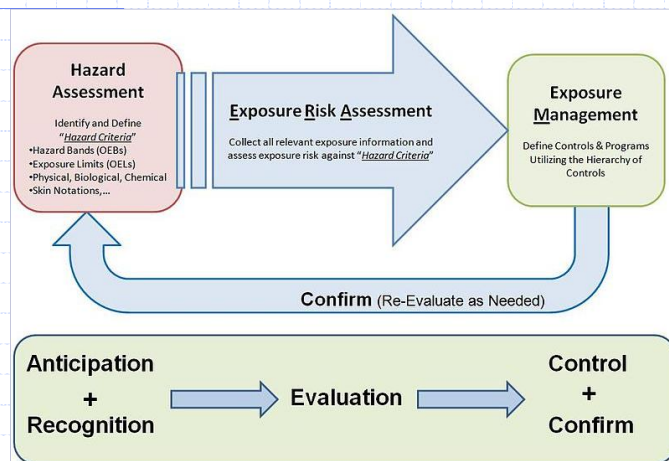 Hazard
Assessment
Identify and Define
“Hazard Criteria”
•Hazard Bands (OEBs)
•Exposure Limits (OELs)
•Physical, Biological, Chemical
•Skin Notations,...
Exposure Risk Assessment
Collect all relevant exposure information and
assess exposure risk against “Hazard Criteria”
Exposure
Management
Define Controls & Programs
Utilizing the Hierarchy of
Controls
Confirm (Re-Evaluate as Needed)
Anticipation
+
Recognition
Evaluation
Control
+
Confirm